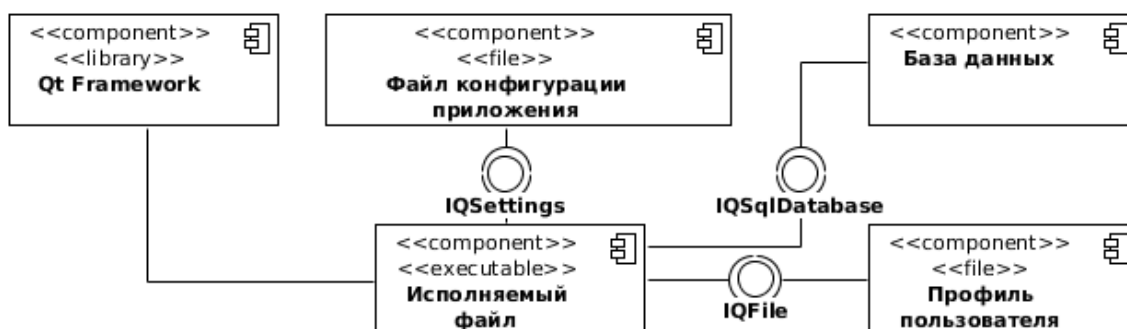 <<component>>
<<library>>
Qt Framework
<<component>>
<<file>>
Файл конфигурации
приложения
<<component>>
База данных
IQSettings
IQSqlDatabase
<<component>>
<<executable>>
Исполняемый
файл
IQFile
<<component>>
<<file>>
Профиль
пользователя